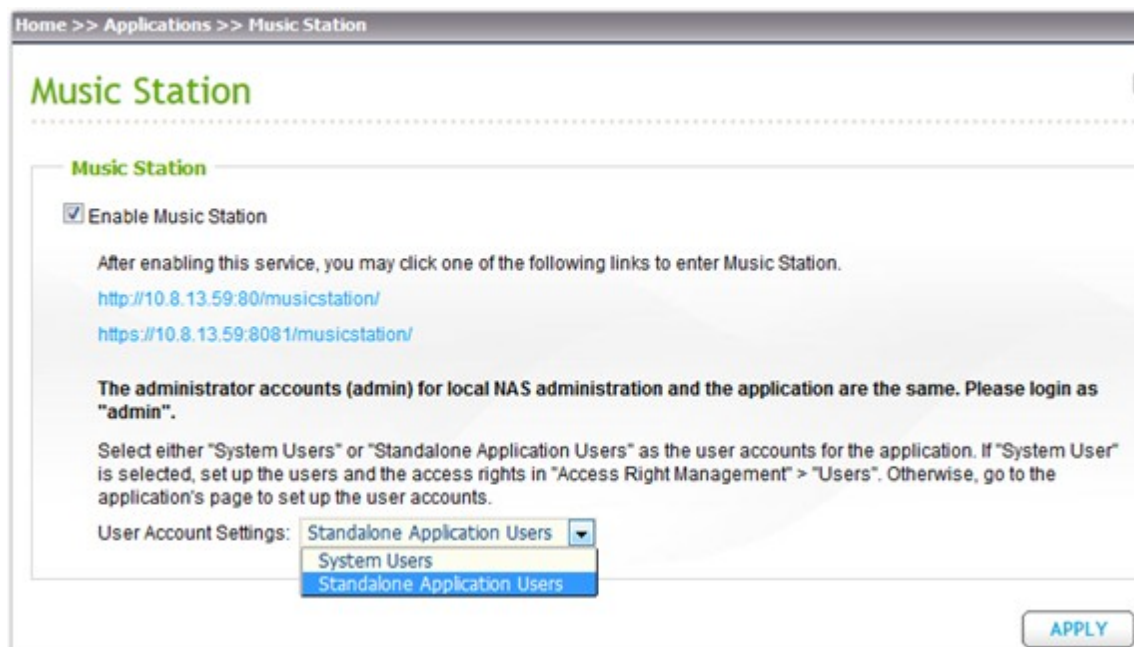 Home >> Applications >> Music Station
Music Station
Music Station
Enable Music Station
After enabling this service, you may click one of the following links to enter Music Station.
http://10.8.13.59:80/musicstation/
https://10.8.13.59:8081/musicstation/
The administrator accounts (admin) for local NAS administration and the application are the same. Please login as
"admin".
Select either "System Users" or "Standalone Application Users" as the user accounts for the application. If "System User"
is selected, set up the users and the access rights in "Access Right Management" > "Users". Otherwise, go to the
application's page to set up the user accounts.
User Account Settings: Standalone Application Users
System Users
Standalone Application Users
APPLY